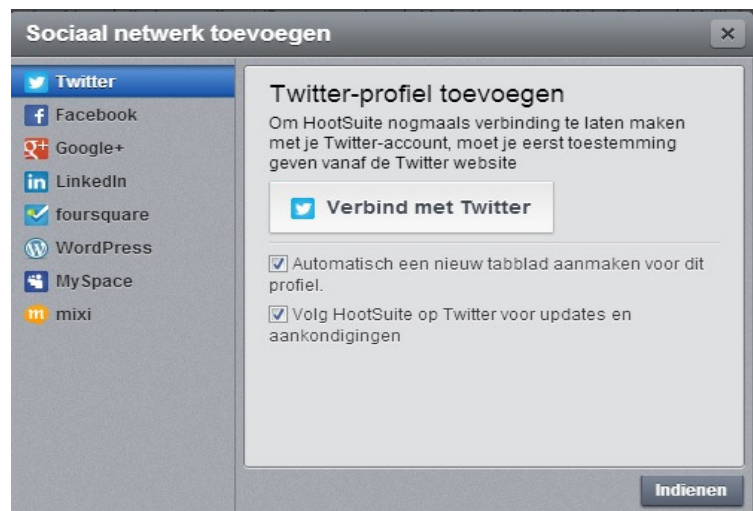 Sociaal netwerk toevoegen
Twitter
Facebook
Google+
LinkedIn
foursquare
WordPress
MySpace
mixi
Twitter-profiel toevoegen
Om HootSuite nogmaals verbinding te laten maken
met je Twitter-account, moet je eerst toestemming
geven vanaf de Twitter website
Verbind met Twitter
Automatisch een nieuw tabblad aanmaken voor dit
profiel.
Volg HootSuite op Twitter voor updates en
aankondigingen
Indienen